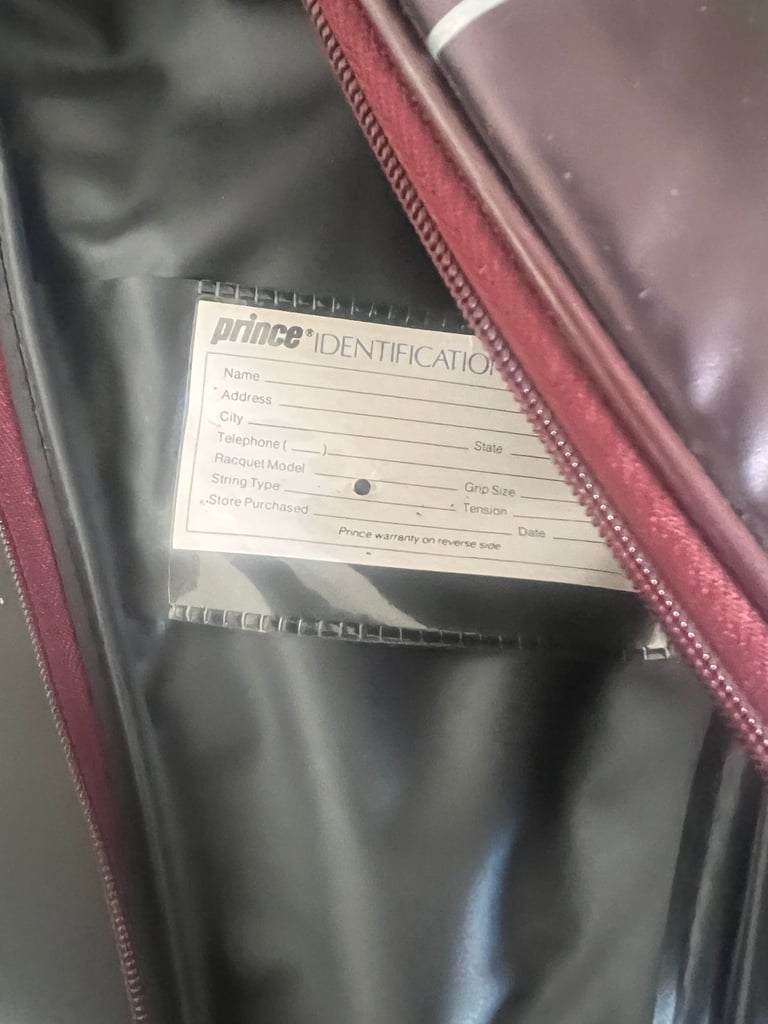 prince® IDENTIFICATION
Name
Address
City
State
Telephone ( )
Racquet Model
Grip Size
String Type
Tension
Store Purchased
Date
Prince warranty on reverse side